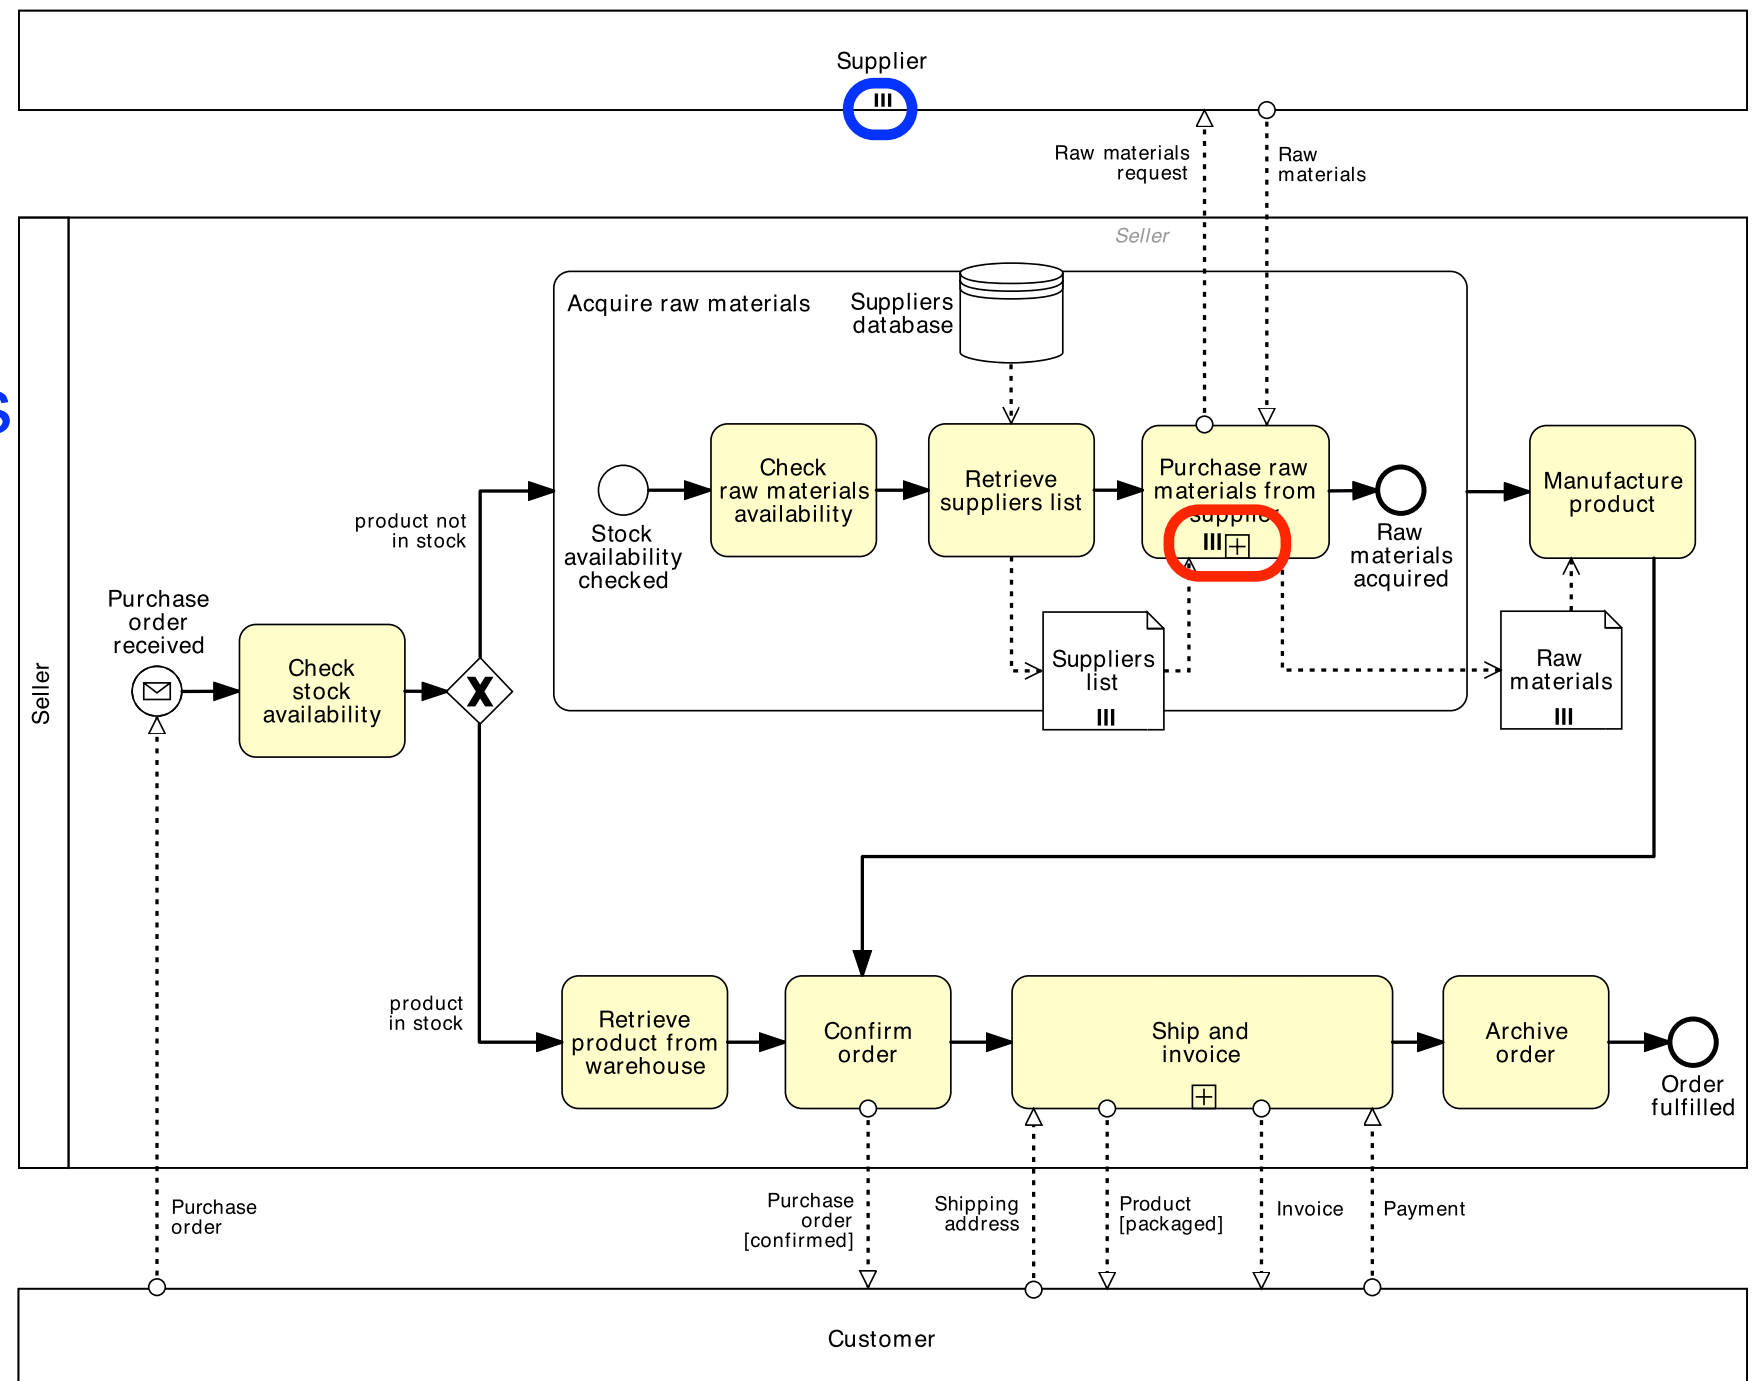 Supplier
Raw materials
request
Raw
materials
Seller
Acquire raw materials
Suppliers
database
Check
raw materials
availability
Retrieve
suppliers list
Purchase raw
materials from
supplier
Manufacture
product
product not
in stock
Stock
availability
checked
Raw
materials
acquired
Purchase
order
received
Check
stock
availability
X
Suppliers
list
Raw
materials
Seller
product
in stock
Retrieve
product from
warehouse
Confirm
order
Ship and
invoice
Archive
order
Order
fulfilled
Purchase
order
Purchase
order
[confirmed]
Shipping
address
Product
[packaged]
Invoice
Payment
Customer